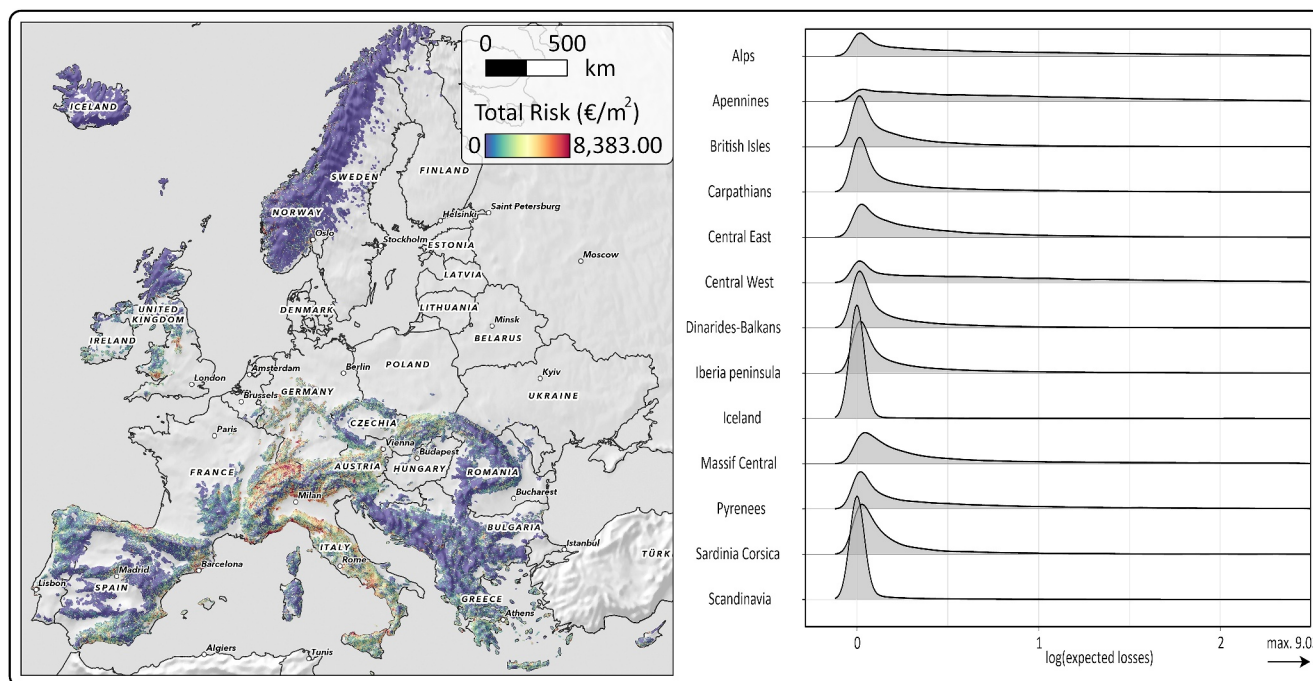 0 500
km
Total Risk (€/m²)
0 8,383.00
ICELAND
SWEDEN
FINLAND
NORWAY
Helsinki
Saint Petersburg
Oslo
Stockholm
ESTONIA
Moscow
LATVIA
UNITED
KINGDOM
DENMARK
LITHUANIA
IRELAND
Minsk
BELARUS
London
Amsterdam
Berlin
POLAND
Brussels
GERMANY
Kyiv
UKRAINE
Paris
CZECHIA
Vienna
Budapest
FRANCE
AUSTRIA
HUNGARY
ROMANIA
Milan
Bucharest
BULGARIA
ITALY
Istanbul
Barcelona
Rome
TÜRK
Madrid
Lisbon
SPAIN
GREECE
Athens
Algiers
Tunis
Alps
Apennines
British Isles
Carpathians
Central East
Central West
Dinarides-Balkans
Iberia peninsula
Iceland
Massif Central
Pyrenees
Sardinia Corsica
Scandinavia
0 1 2 max. 9.0
log(expected losses)